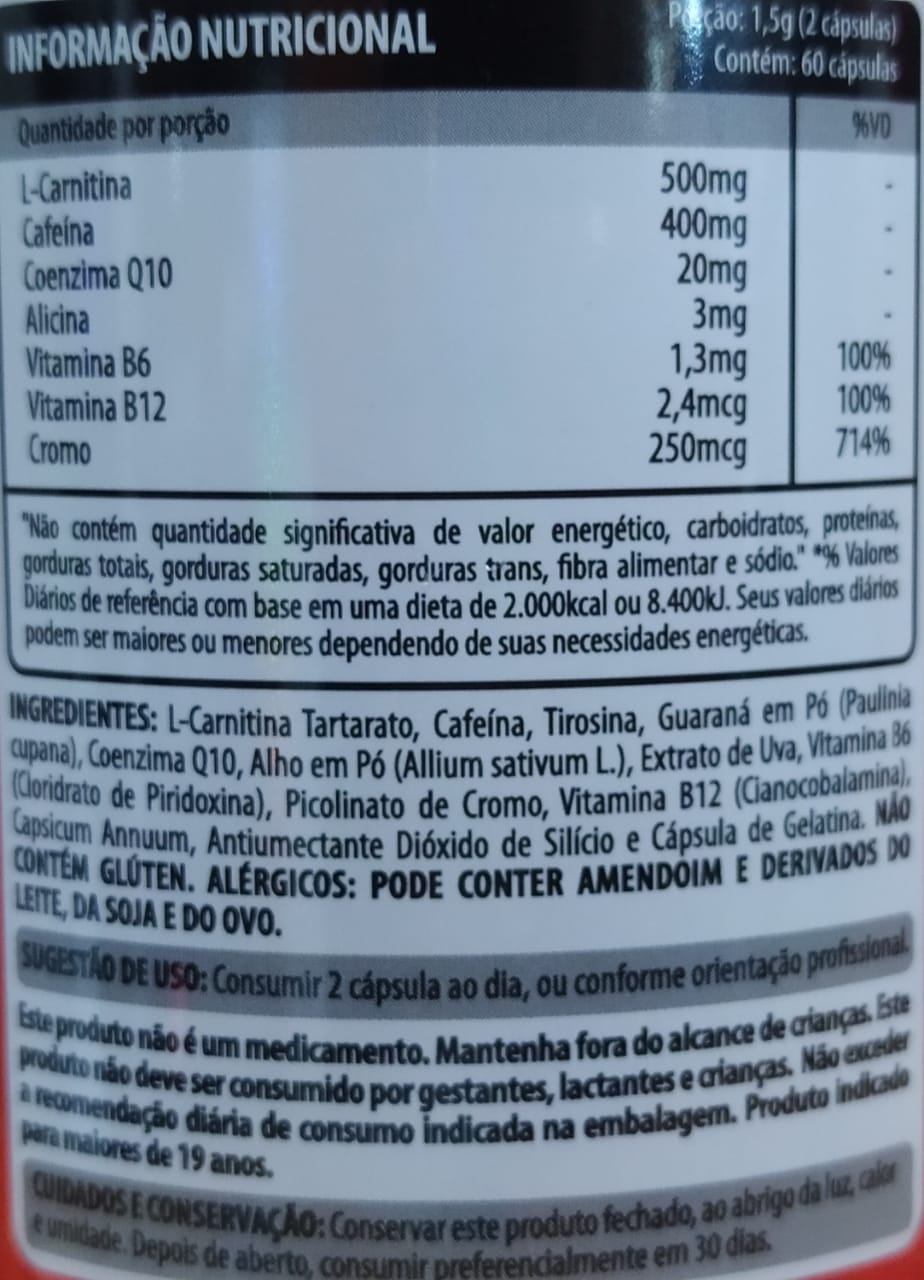 INFORMAÇÃO NUTRICIONAL
Porção: 1,5g (2 cápsulas)
Contém: 60 cápsulas
Quantidade por porção %VD
L-Carnitina 500mg -
Cafeína 400mg -
Coenzima Q10 20mg -
Alicina 3mg -
Vitamina B6 1,3mg 100%
Vitamina B12 2,4mcg 100%
Cromo 250mcg 714%
"Não contém quantidade significativa de valor energético, carboidratos, proteínas,
gorduras totais, gorduras saturadas, gorduras trans, fibra alimentar e sódio." *% Valores
Diários de referência com base em uma dieta de 2.000kcal ou 8.400kJ. Seus valores diários
podem ser maiores ou menores dependendo de suas necessidades energéticas.
INGREDIENTES: L-Carnitina Tartarato, Cafeína, Tirosina, Guaraná em Pó (Paulinia
cupana), Coenzima Q10, Alho em Pó (Allium sativum L.), Extrato de Uva, Vitamina B6
(Cloridrato de Piridoxina), Picolinato de Cromo, Vitamina B12 (Cianocobalamina),
Capsicum Annuum, Antiumectante Dióxido de Silício e Cápsula de Gelatina. NÃO
CONTÉM GLÚTEN. ALÉRGICOS: PODE CONTER AMENDOIM E DERIVADOS DO
LEITE, DA SOJA E DO OVO.
SUGESTÃO DE USO: Consumir 2 cápsula ao dia, ou conforme orientação profissional.
Este produto não é um medicamento. Mantenha fora do alcance de crianças. Este
produto não deve ser consumido por gestantes, lactantes e crianças. Não exceder
a recomendação diária de consumo indicada na embalagem. Produto indicado
para maiores de 19 anos.
CUIDADOS E CONSERVAÇÃO: Conservar este produto fechado, ao abrigo da luz, calor
e umidade. Depois de aberto, consumir preferencialmente em 30 dias.